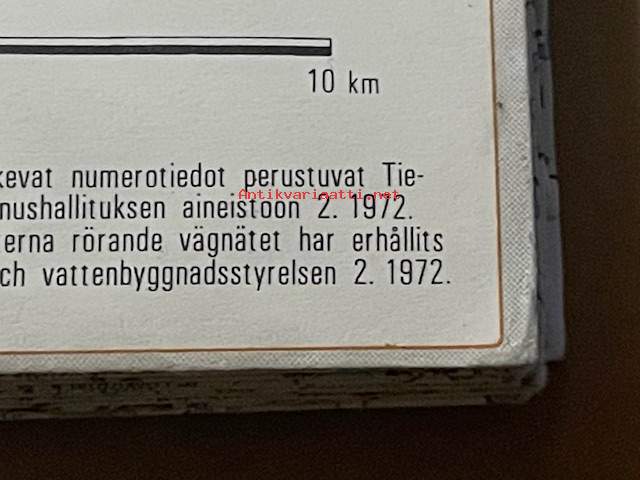 10 km
kevat numerotiedot perustuvat Tie-
Antikvariaatti.net
nushallituksen aineistoon 2. 1972.
erna rörande vägnätet har erhållits
ch vattenbyggnadsstyrelsen 2. 1972.